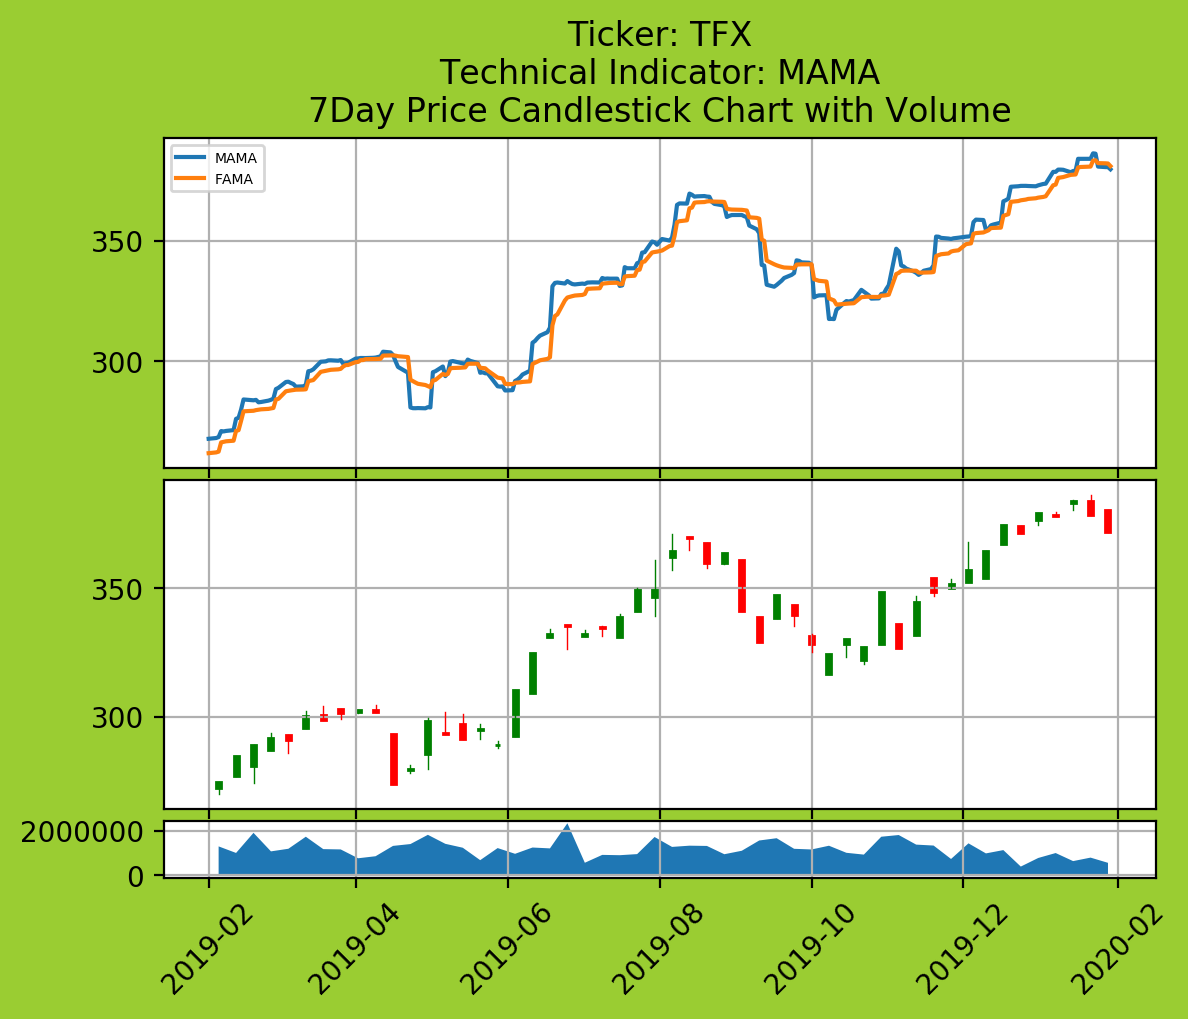 Ticker: TFX
Technical Indicator: MAMA
7Day Price Candlestick Chart with Volume
MAMA
FAMA
350
300
350
300
2000000
0
2019-02
2019-04
2019-06
2019-08
2019-10
2019-12
2020-02